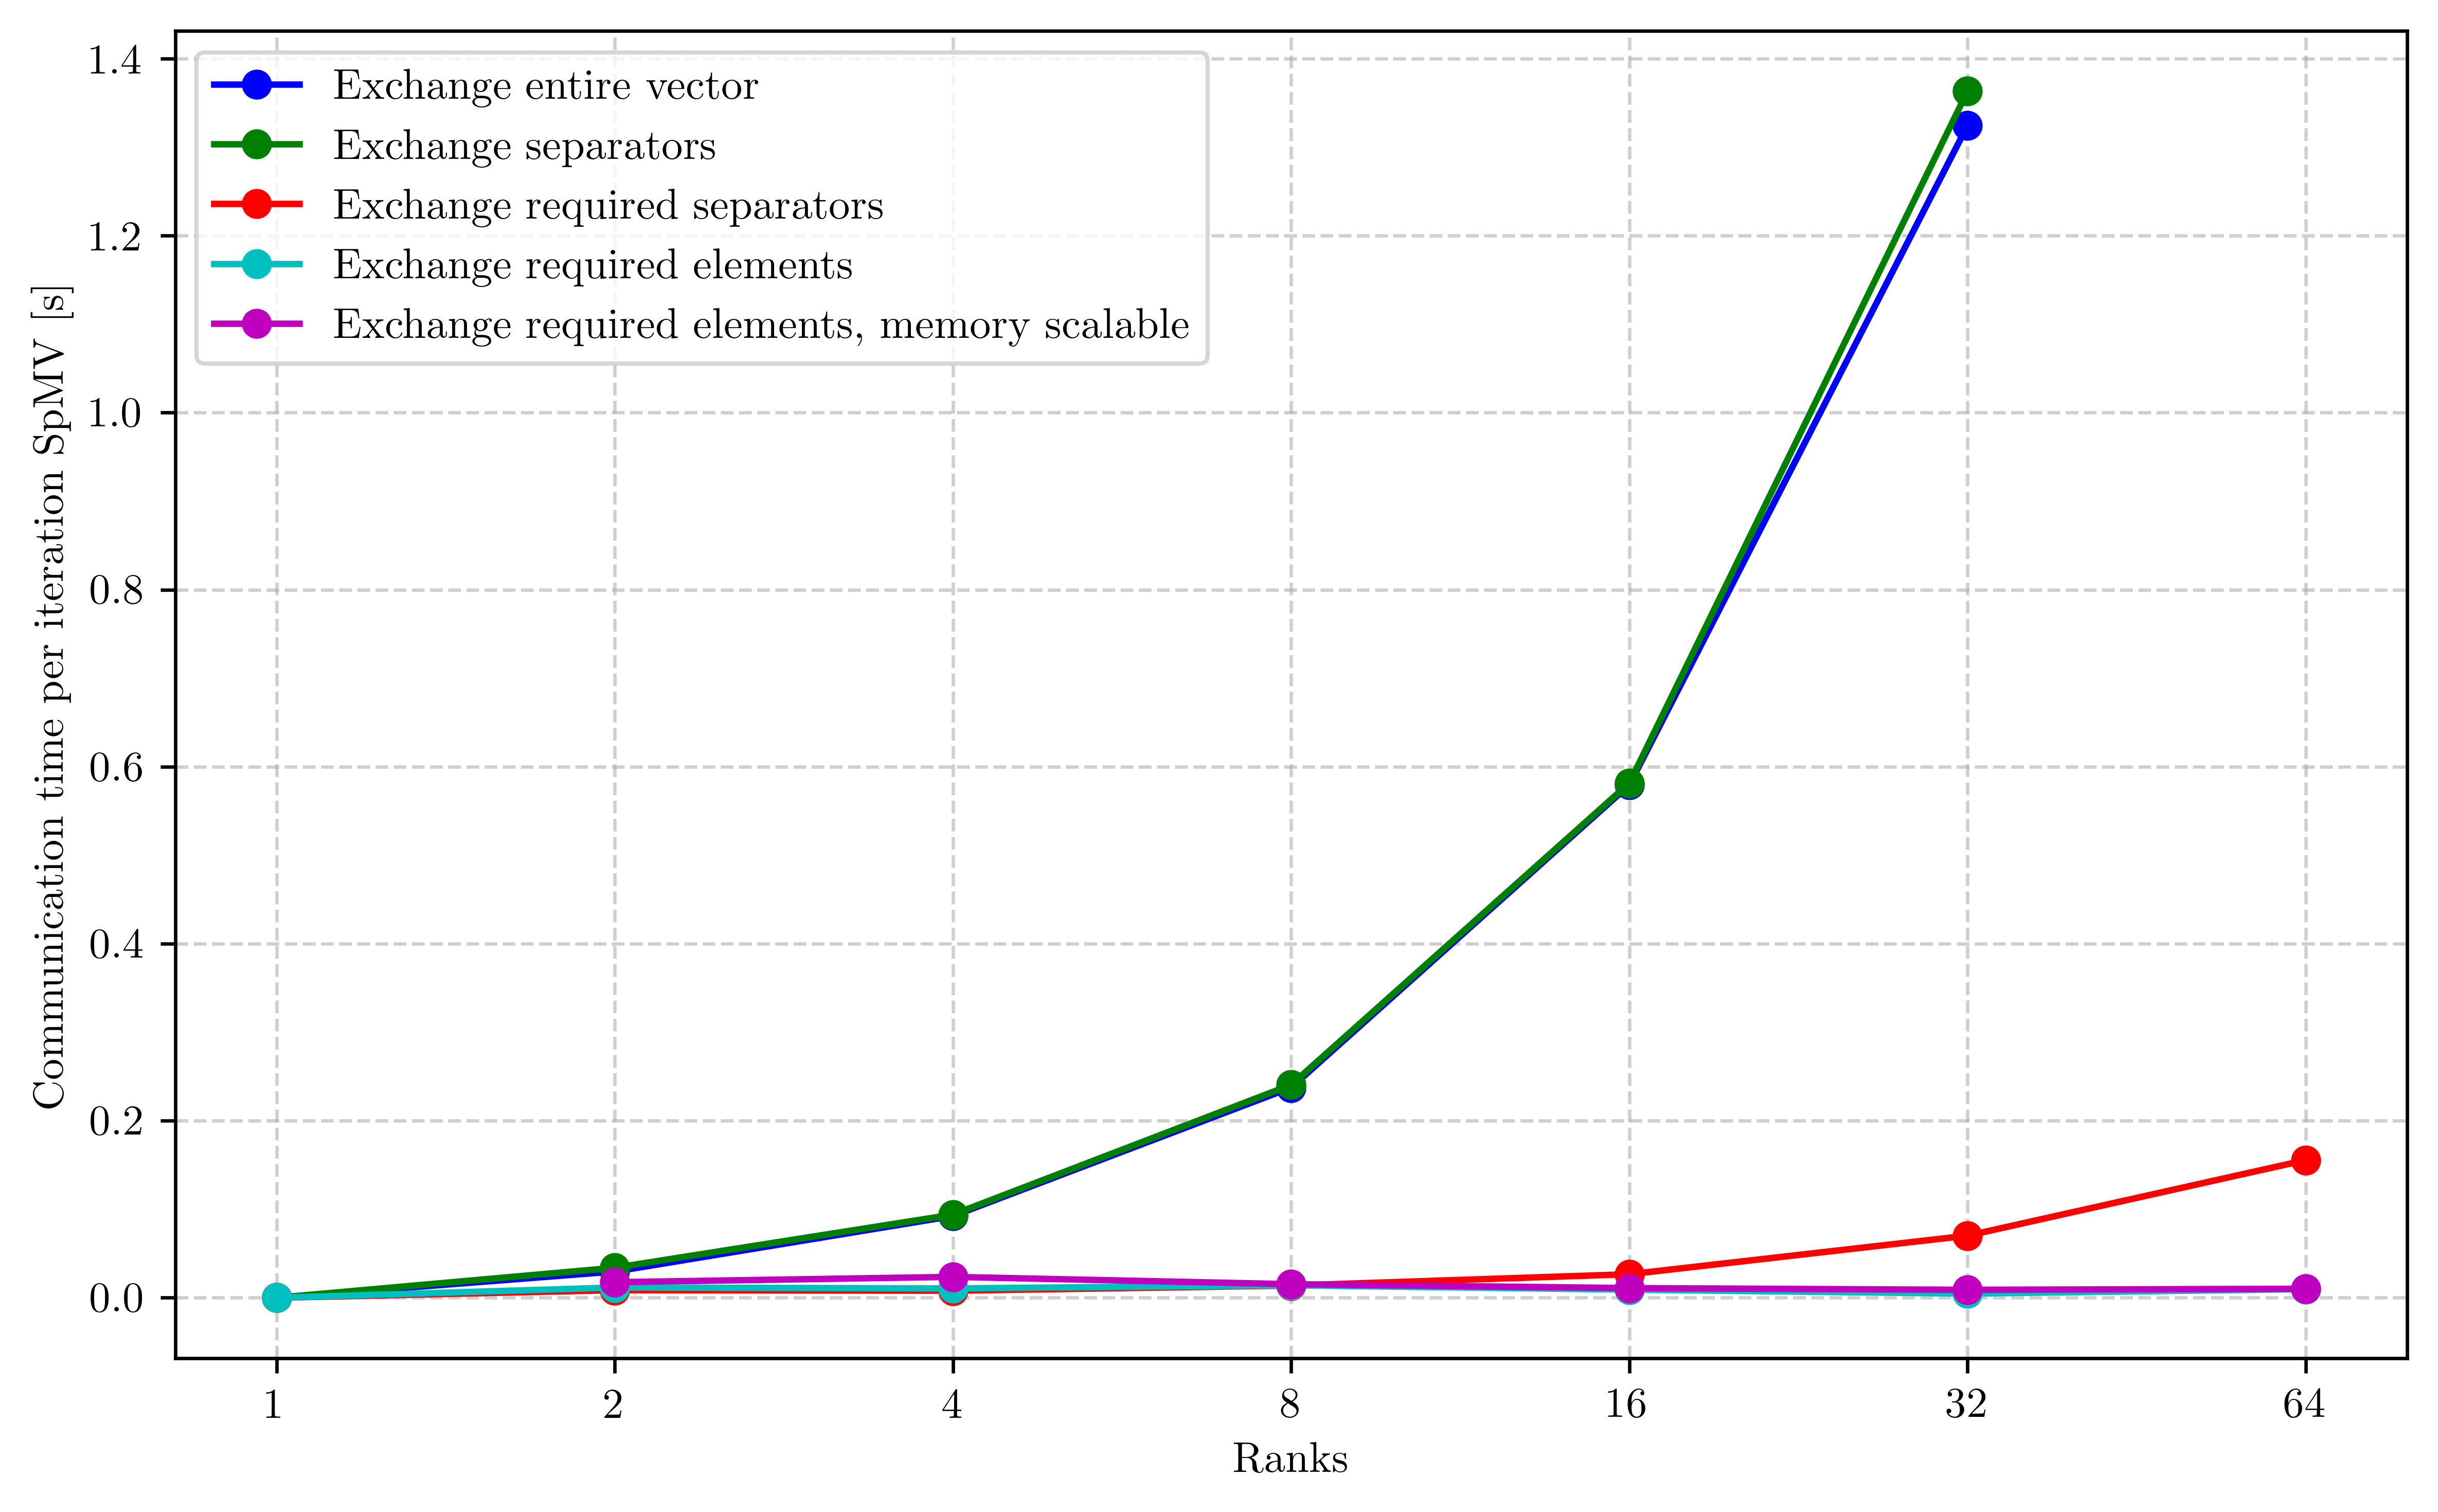 Exchange entire vector
Exchange separators
Exchange required separators
Exchange required elements
Exchange required elements, memory scalable
Communication time per iteration SpMV [s]
1.4
1.2
1.0
0.8
0.6
0.4
0.2
0.0
1 2 4 8 16 32 64
Ranks